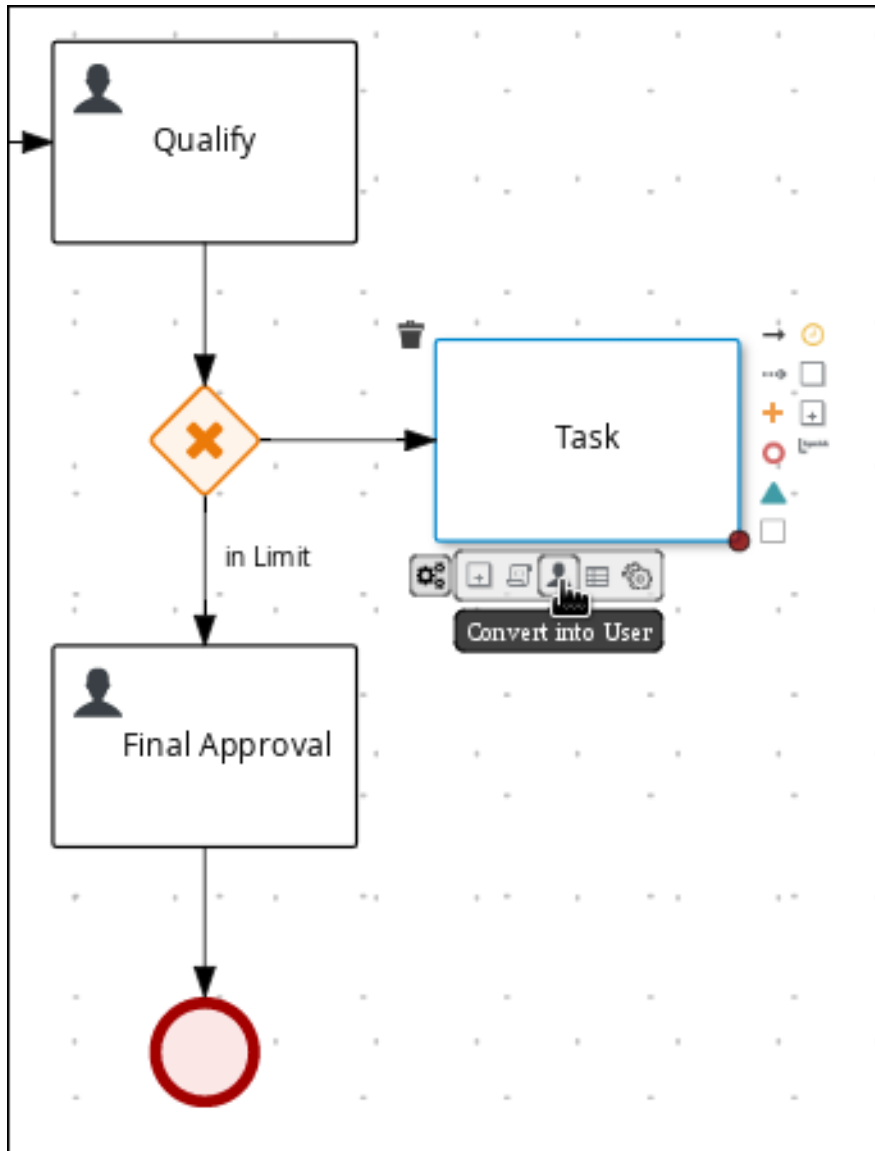 Qualify
Task
in Limit
Convert into User
Final Approval